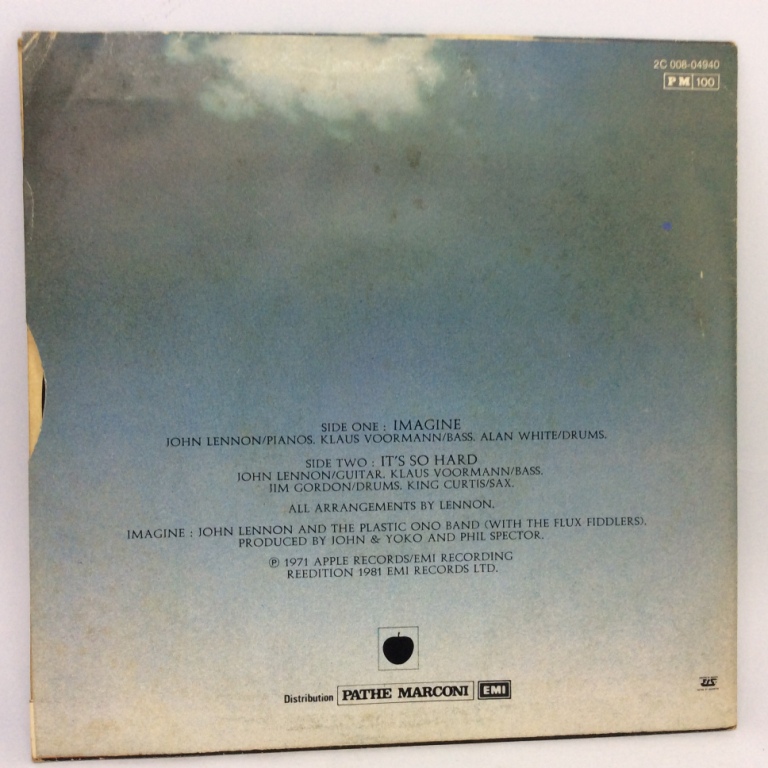 2C 008-04940
PM 100
SIDE ONE : IMAGINE
JOHN LENNON/PIANOS. KLAUS VOORMANN/BASS. ALAN WHITE/DRUMS.
SIDE TWO : IT'S SO HARD
JOHN LENNON/GUITAR. KLAUS VOORMANN/BASS.
JIM GORDON/DRUMS. KING CURTIS/SAX.
ALL ARRANGEMENTS BY LENNON.
IMAGINE : JOHN LENNON AND THE PLASTIC ONO BAND (WITH THE FLUX FIDDLERS).
PRODUCED BY JOHN & YOKO AND PHIL SPECTOR.
℗ 1971 APPLE RECORDS/EMI RECORDING
REEDITION 1981 EMI RECORDS LTD.
Distribution PATHE MARCONI EMI